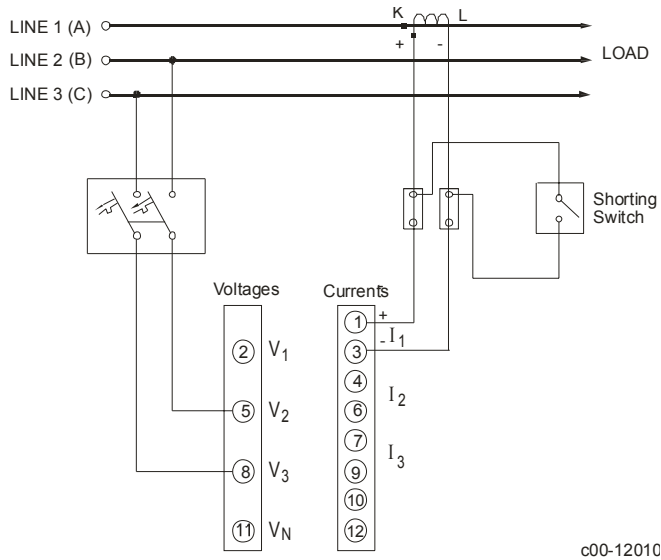 K L
LINE 1 (A)
+ -
LINE 2 (B) LOAD
LINE 3 (C)
Shorting
Switch
Voltages Currents
1 +
- I1
2 V1 3
4
I2
5 V2 6
7
I3
8 V3 9
10
11 VN 12
c00-12010